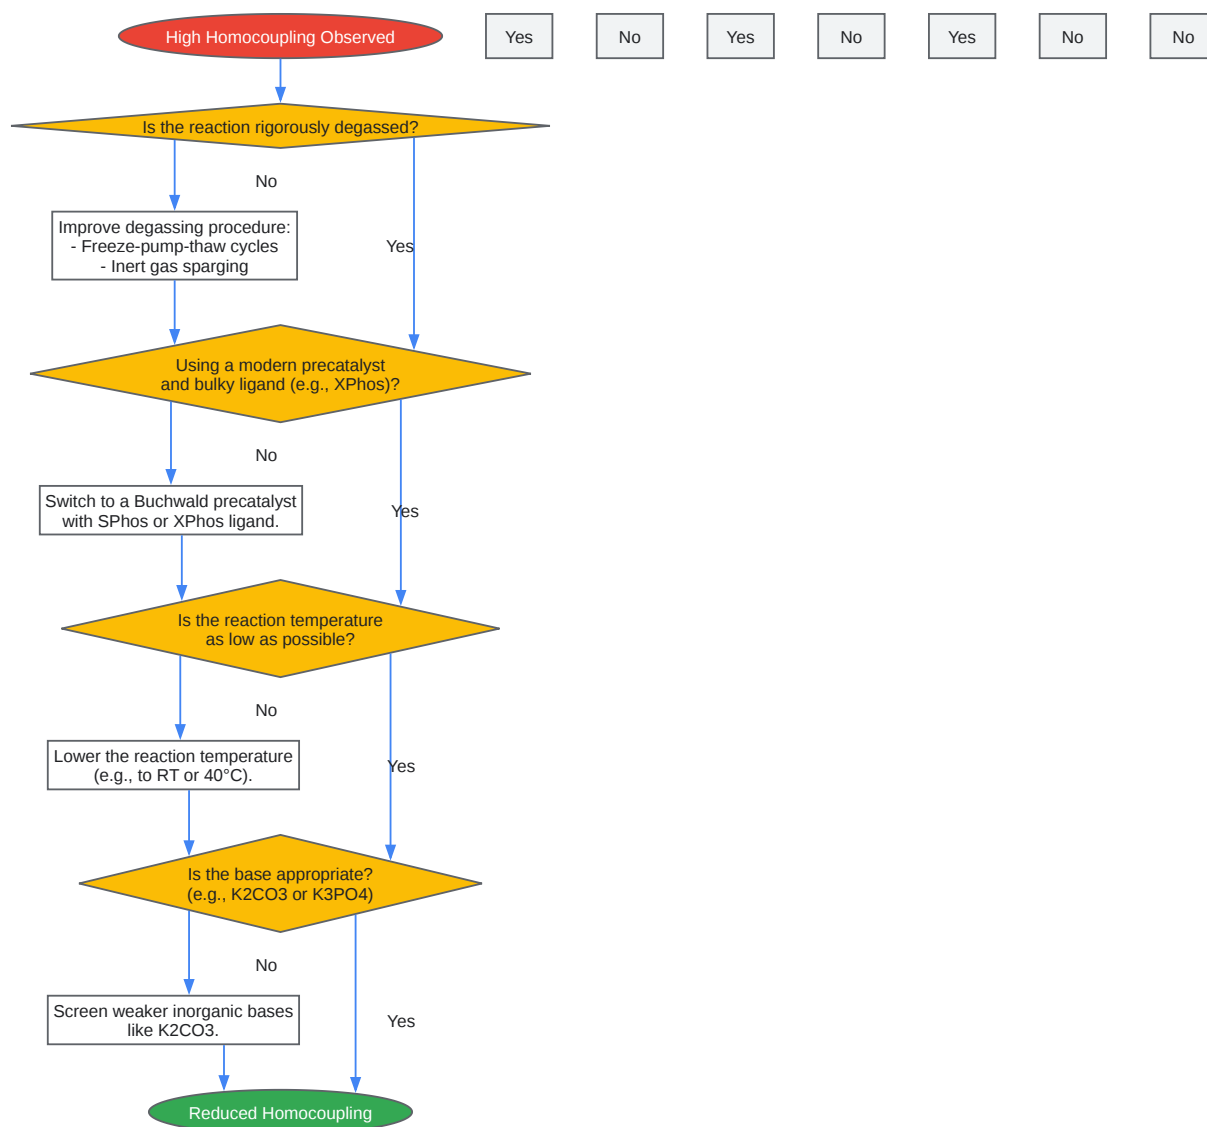 High Homocoupling Observed
Yes
No
Yes
No
Yes
No
No
Is the reaction rigorously degassed?
No
Improve degassing procedure:
- Freeze-pump-thaw cycles
- Inert gas sparging
Yes
Using a modern precatalyst
and bulky ligand (e.g., XPhos)?
No
Switch to a Buchwald precatalyst
with SPhos or XPhos ligand.
Yes
Is the reaction temperature
as low as possible?
No
Lower the reaction temperature
(e.g., to RT or 40°C).
Yes
Is the base appropriate?
(e.g., K2CO3 or K3PO4)
No
Screen weaker inorganic bases
like K2CO3.
Yes
Reduced Homocoupling